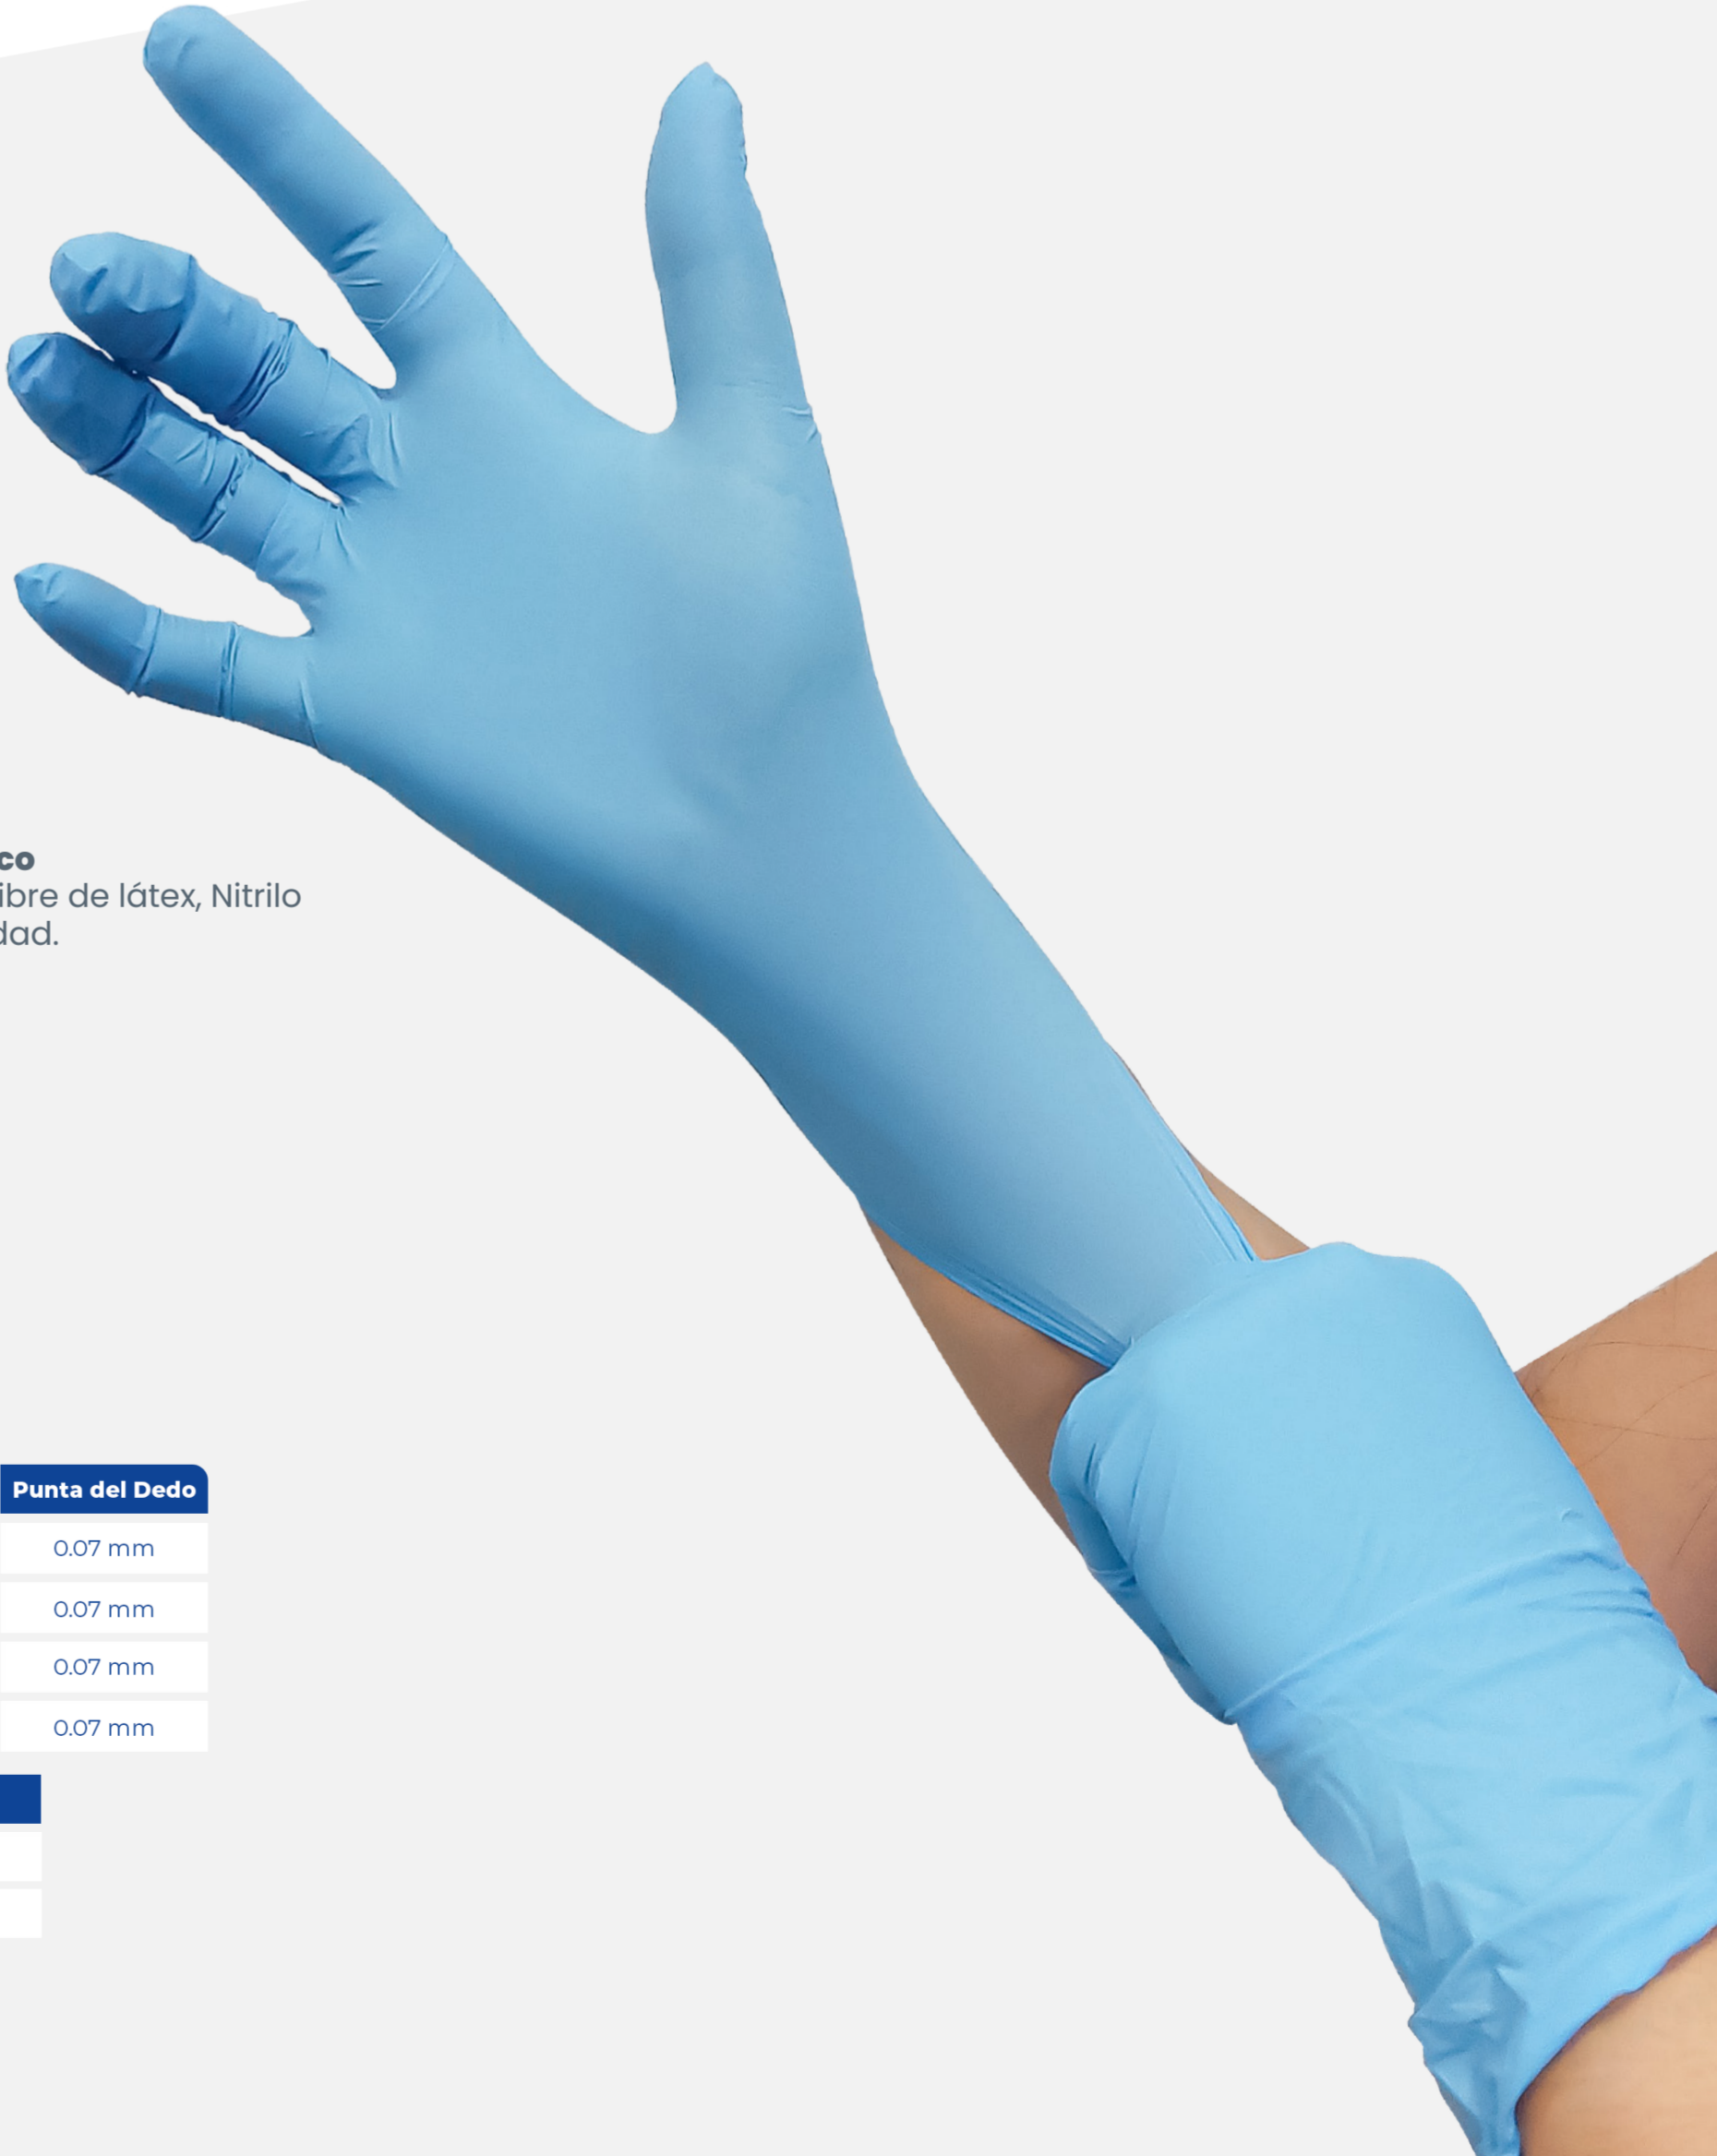 co
ibre de látex, Nitrilo
dad.
Punta del Dedo
0.07 mm
0.07 mm
0.07 mm
0.07 mm